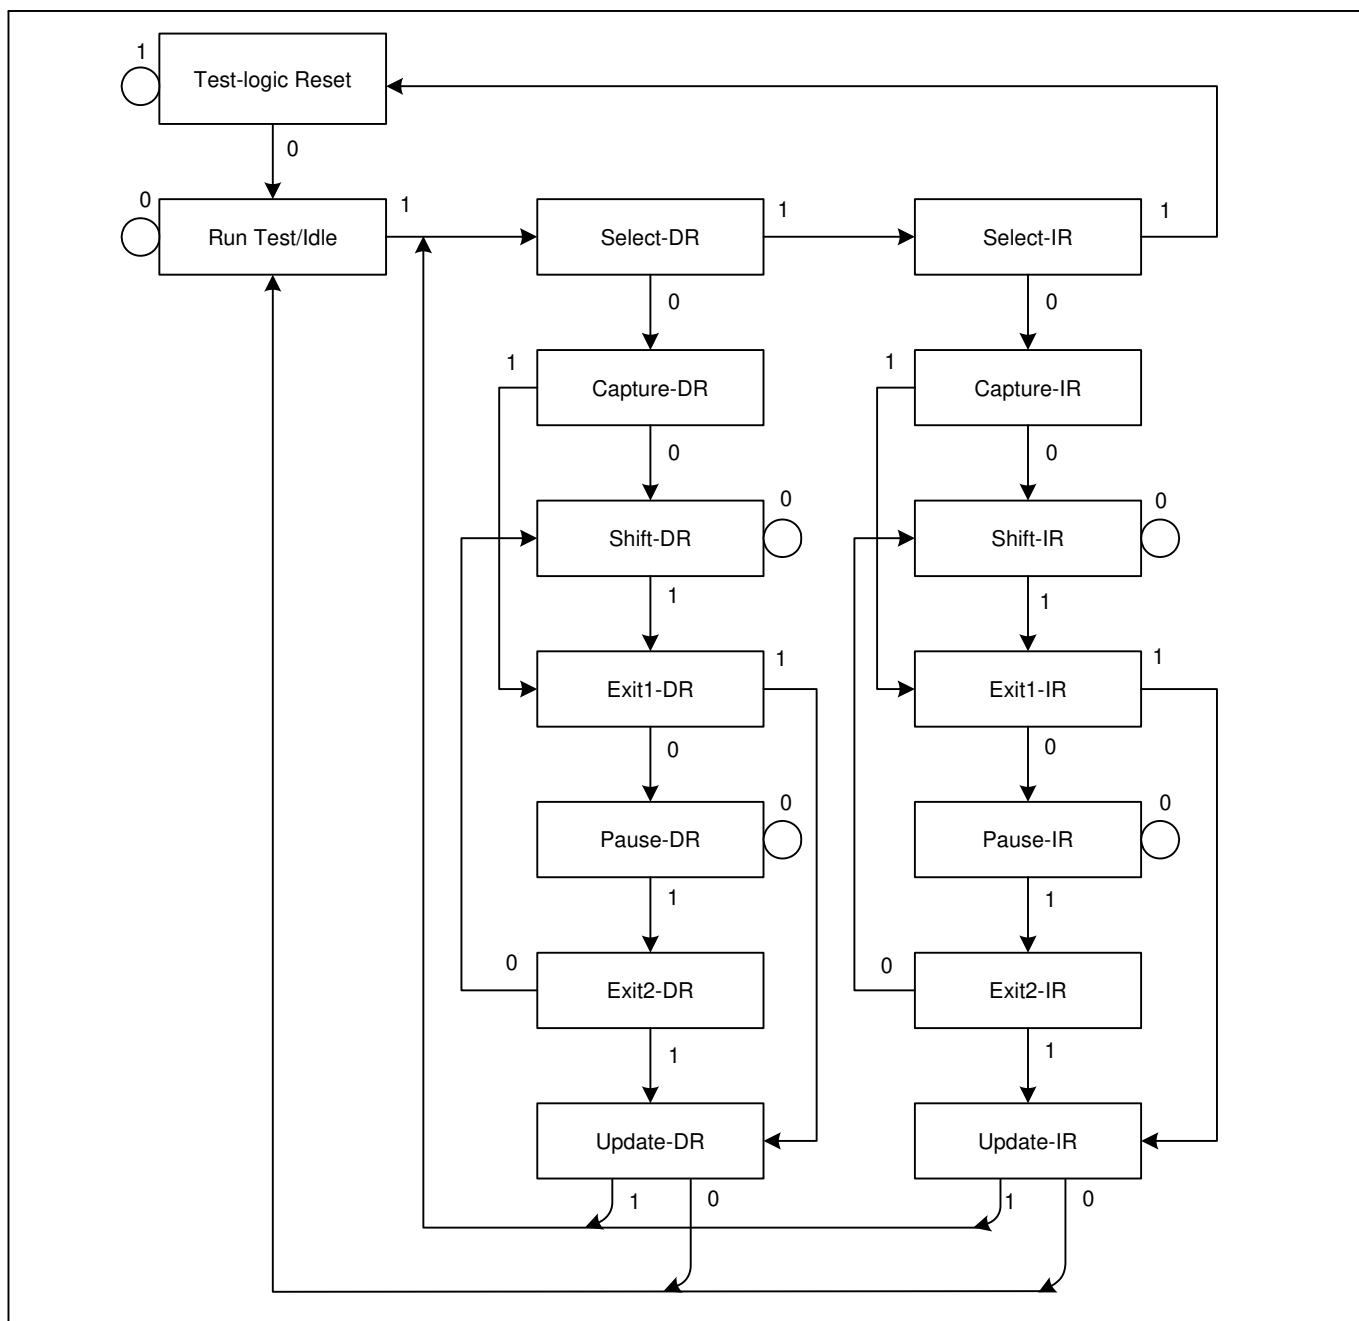 1
Test-logic Reset
0
0
Run Test/Idle
1
Select-DR
1
Select-IR
1
0
0
1
Capture-DR
1
Capture-IR
0
0
Shift-DR
0
Shift-IR
0
1
1
Exit1-DR
1
Exit1-IR
1
0
0
Pause-DR
0
Pause-IR
0
1
1
0
Exit2-DR
0
Exit2-IR
1
1
Update-DR
Update-IR
1
0
1
0